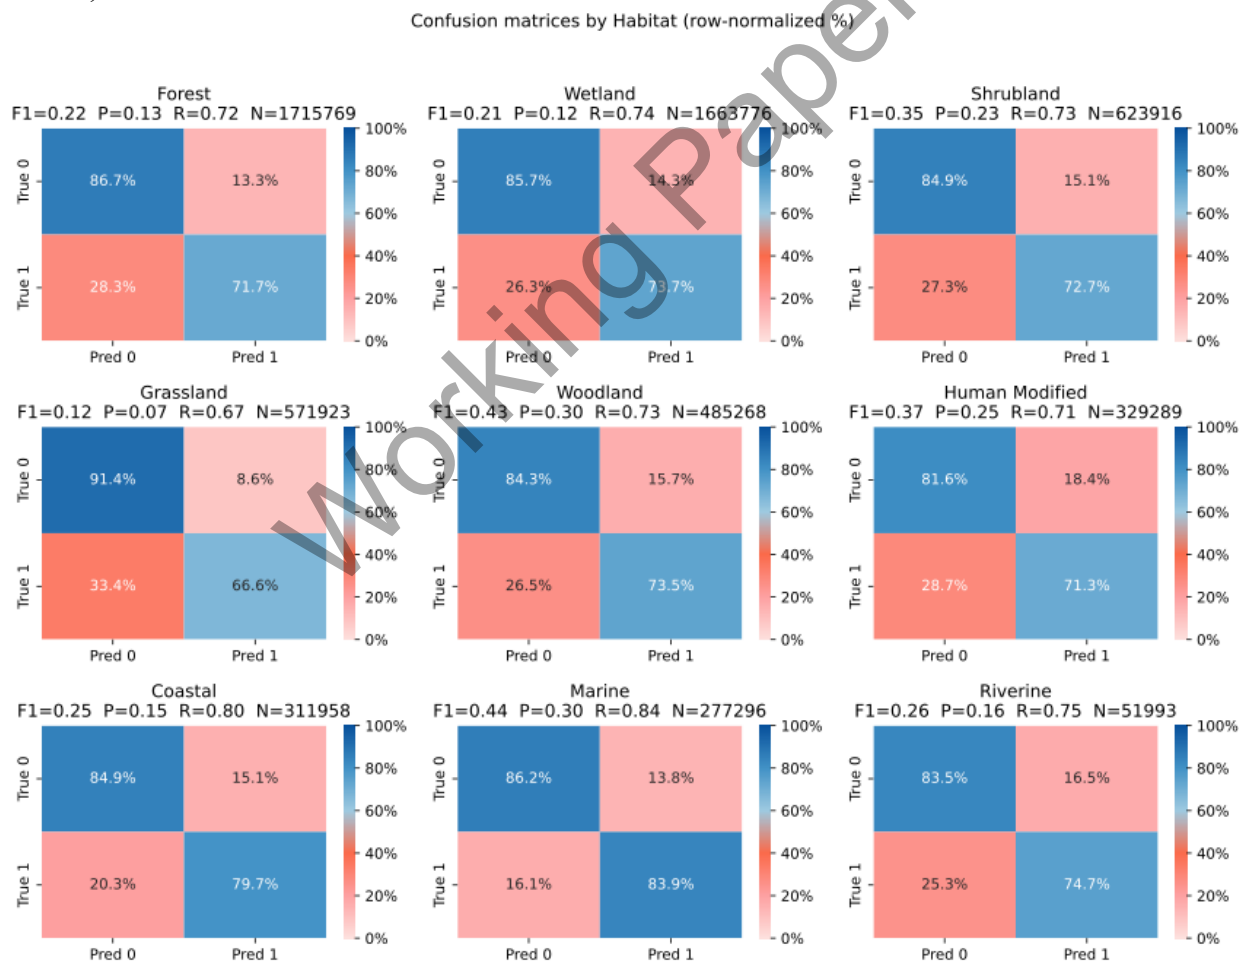 Confusion matrices by Habitat (row-normalized %)
Forest
F1=0.22 P=0.13 R=0.72 N=1715769
True 0
True 1
86.7%
13.3%
28.3%
71.7%
Pred 0
Pred 1
100%
80%
60%
40%
20%
0%
Wetland
F1=0.21 P=0.12 R=0.74 N=1663776
True 0
True 1
85.7%
14.3%
26.3%
73.7%
Pred 0
Pred 1
100%
80%
60%
40%
20%
0%
Shrubland
F1=0.35 P=0.23 R=0.73 N=623916
True 0
True 1
84.9%
15.1%
27.3%
72.7%
Pred 0
Pred 1
100%
80%
60%
40%
20%
0%
Grassland
F1=0.12 P=0.07 R=0.67 N=571923
True 0
True 1
91.4%
8.6%
33.4%
66.6%
Pred 0
Pred 1
100%
80%
60%
40%
20%
0%
Woodland
F1=0.43 P=0.30 R=0.73 N=485268
True 0
True 1
84.3%
15.7%
26.5%
73.5%
Pred 0
Pred 1
100%
80%
60%
40%
20%
0%
Human Modified
F1=0.37 P=0.25 R=0.71 N=329289
True 0
True 1
81.6%
18.4%
28.7%
71.3%
Pred 0
Pred 1
100%
80%
60%
40%
20%
0%
Coastal
F1=0.25 P=0.15 R=0.80 N=311958
True 0
True 1
84.9%
15.1%
20.3%
79.7%
Pred 0
Pred 1
100%
80%
60%
40%
20%
0%
Marine
F1=0.44 P=0.30 R=0.84 N=277296
True 0
True 1
86.2%
13.8%
16.1%
83.9%
Pred 0
Pred 1
100%
80%
60%
40%
20%
0%
Riverine
F1=0.26 P=0.16 R=0.75 N=51993
True 0
True 1
83.5%
16.5%
25.3%
74.7%
Pred 0
Pred 1
100%
80%
60%
40%
20%
0%
Working Paper